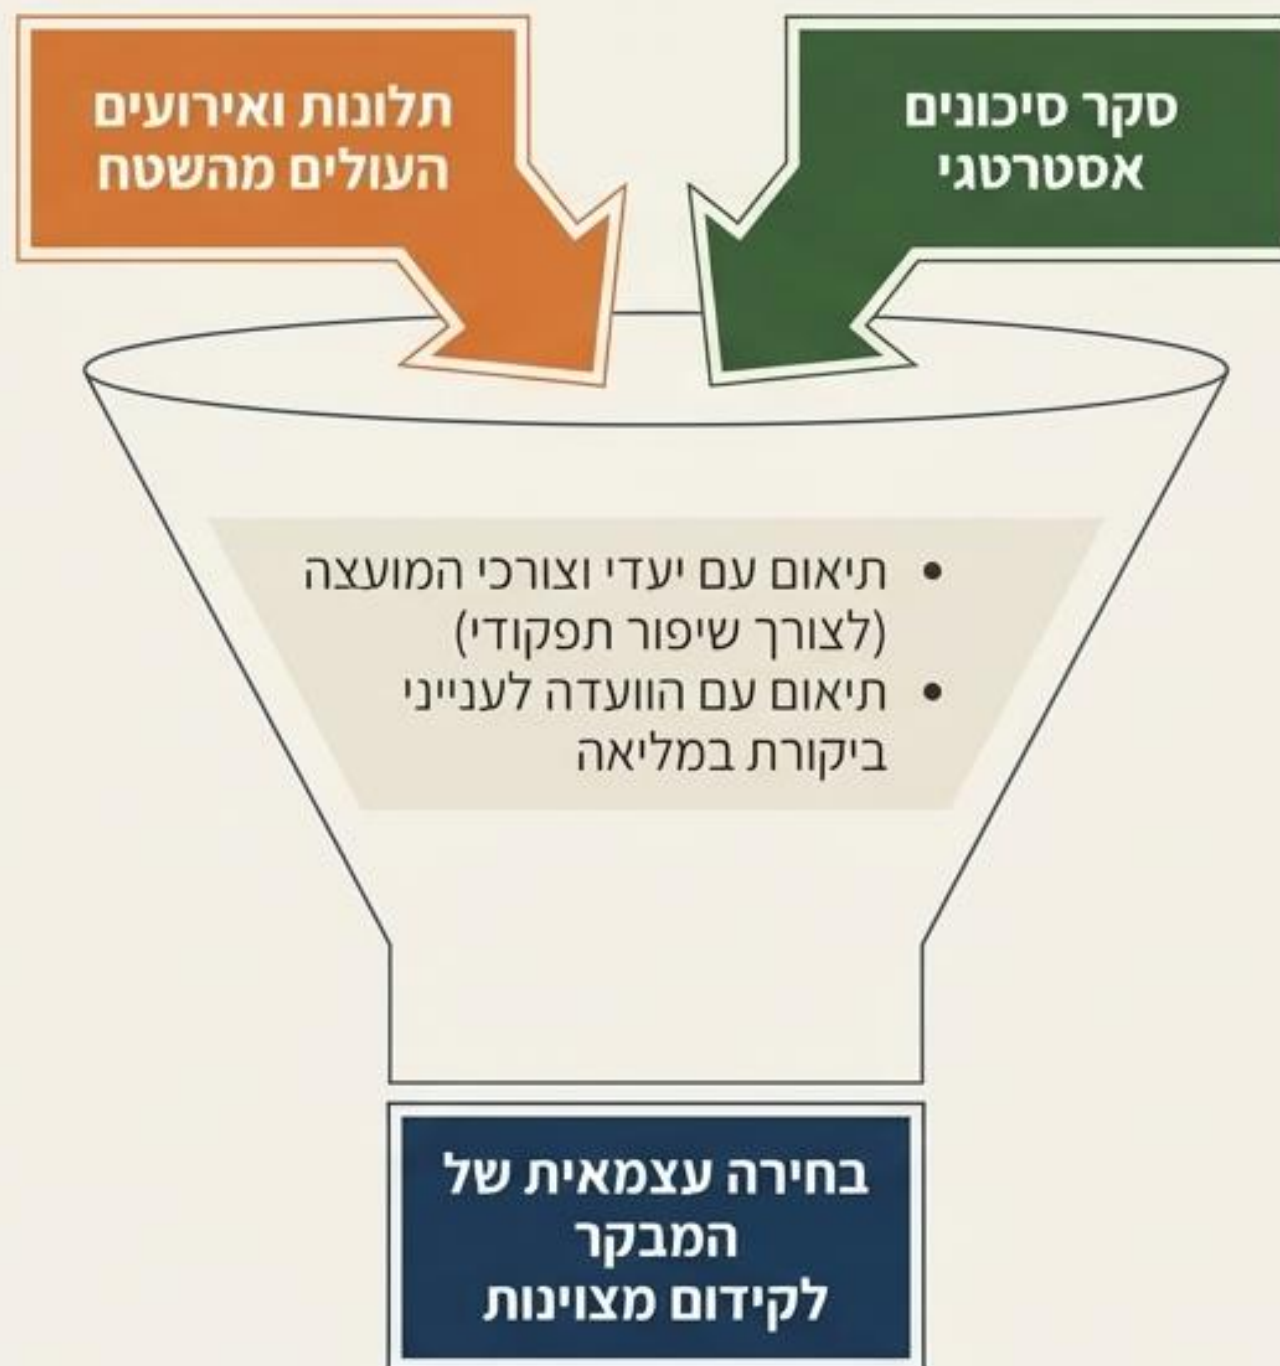 סקר סיכונים
אסטרטגי
תלונות ואירועים
העולים מהשטח
• תיאום עם יעדי וצורכי המועצה
(לצורך שיפור תפקודי)
• תיאום עם הוועדה לענייני
ביקורת במליאה
בחירה עצמאית של
המבקר
לקידום מצוינות